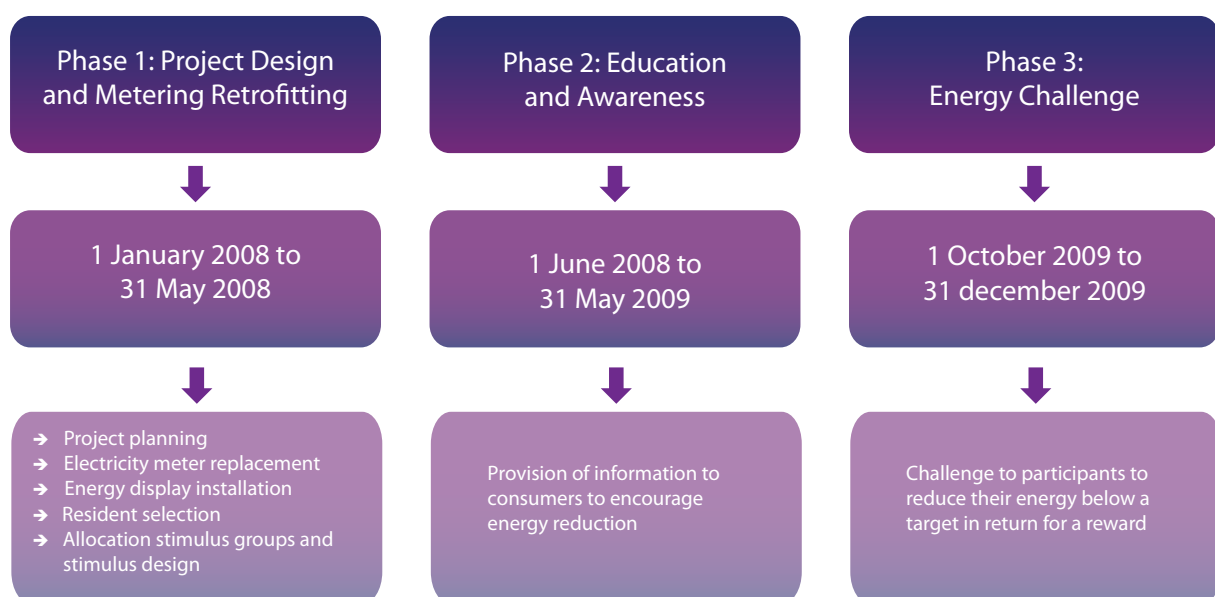 Phase 1: Project Design
and Metering Retrofitting
1 January 2008 to
31 May 2008
➔ Project planning
➔ Electricity meter replacement
➔ Energy display installation
➔ Resident selection
➔ Allocation stimulus groups and
stimulus design
Phase 2: Education
and Awareness
1 June 2008 to
31 May 2009
Provision of information to
consumers to encourage
energy reduction
Phase 3:
Energy Challenge
1 October 2009 to
31 december 2009
Challenge to participants to
reduce their energy below a
target in return for a reward